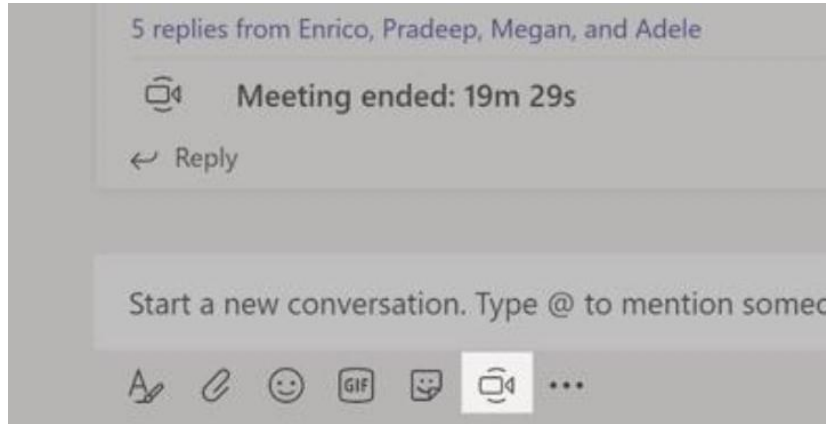 5 replies from Enrico, Pradeep, Megan, and Adele
Meeting ended: 19m 29s
Reply
Start a new conversation. Type @ to mention
GIF